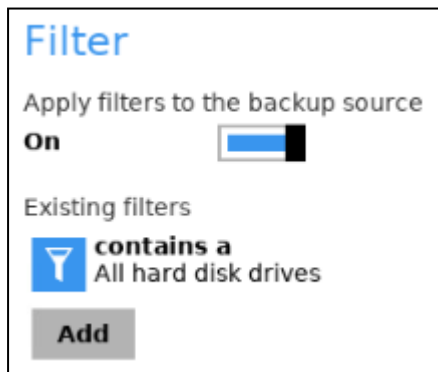 Filter
Apply filters to the backup source
On
Existing filters
contains a
All hard disk drives
Add